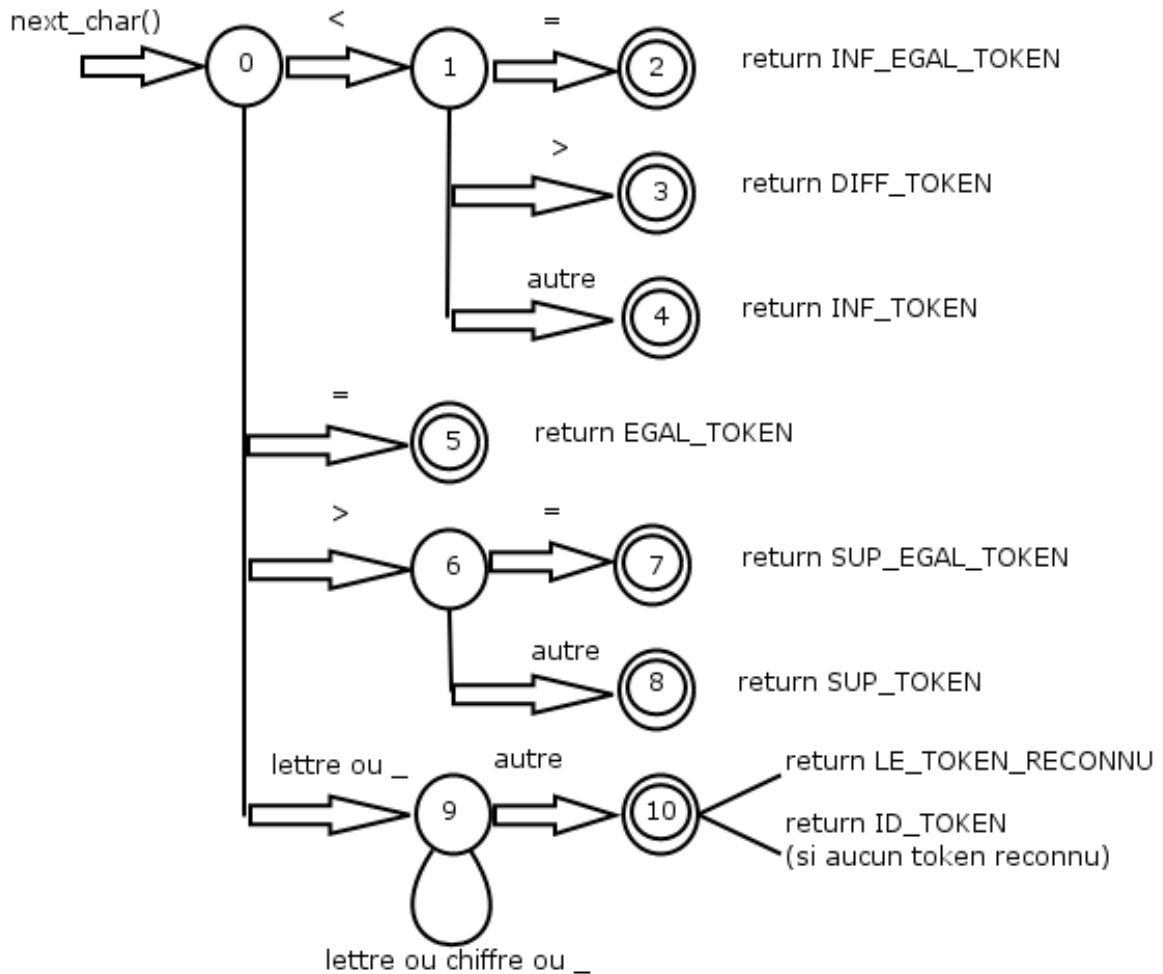 next_char()
<
=
0
1
2
return INF_EGAL_TOKEN
>
3
return DIFF_TOKEN
autre
4
return INF_TOKEN
=
5
return EGAL_TOKEN
>
=
6
7
return SUP_EGAL_TOKEN
autre
8
return SUP_TOKEN
lettre ou _
autre
9
10
return LE_TOKEN_RECONNU
return ID_TOKEN
(si aucun token reconnu)
lettre ou chiffre ou _